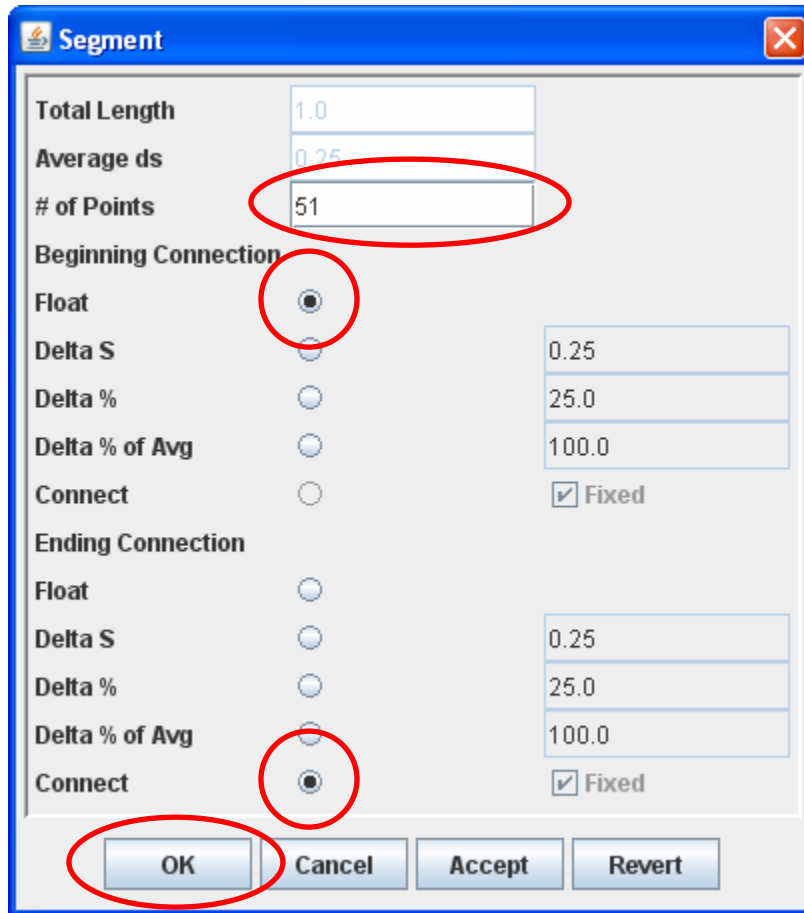 Segment
Total Length 1.0
Average ds 0.25
# of Points 51
Beginning Connection
Float
Delta S 0.25
Delta % 25.0
Delta % of Avg 100.0
Connect Fixed
Ending Connection
Float
Delta S 0.25
Delta % 25.0
Delta % of Avg 100.0
Connect Fixed
OK Cancel Accept Revert